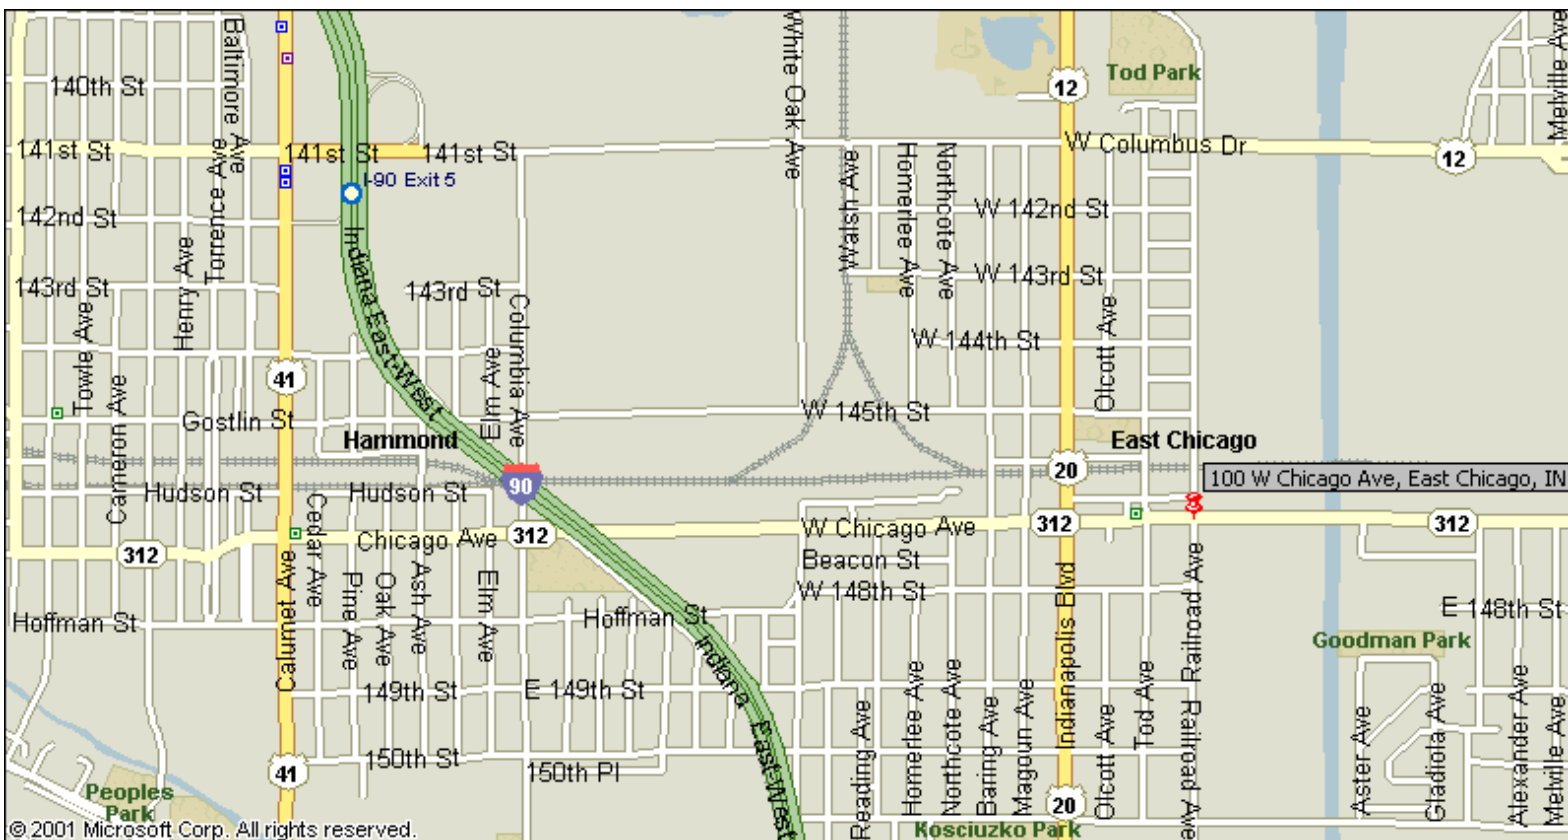 White Oak Ave
Baltimore Ave
Melville Ave
Tod Park
12
140th St
141st St
141st St
141st St
W Columbus Dr
12
I-90 Exit 5
Torrence Ave
Walsh Ave
Homerlee Ave
Northcote Ave
142nd St
W 142nd St
Henry Ave
Indiana East-West
143rd St
143rd St
W 143rd St
Towle Ave
Columbia Ave
Olcott Ave
W 144th St
Elm Ave
41
Cameron Ave
Gostlin St
W 145th St
Hammond
East Chicago
20
100 W Chicago Ave, East Chicago, IN
90
Hudson St
Hudson St
Cedar Ave
312
Chicago Ave
312
W Chicago Ave
312
312
Beacon St
W 148th St
Calumet Ave
Pine Ave
Oak Ave
Ash Ave
Elm Ave
Indianapolis Blvd
Railroad Ave
E 148th St
Hoffman St
Hoffman St
Goodman Park
Indiana East-West
149th St
E 149th St
Reading Ave
Homerlee Ave
Northcote Ave
Baring Ave
Magoun Ave
Olcott Ave
Tod Ave
Railroad Ave
Aster Ave
Gladiola Ave
Alexander Ave
Melville Ave
41
150th St
150th Pl
Peoples
Park
20
Kosciuzko Park
© 2001 Microsoft Corp. All rights reserved.